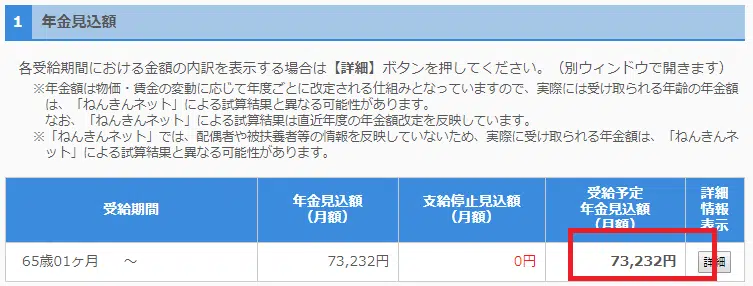 1 年金見込額
各受給期間における金額の内訳を表示する場合は【詳細】ボタンを押してください。（別ウィンドウで開きます）
※年金額は物価・賃金の変動に応じて年度ごとに改定される仕組みとなっていますので、実際には受け取られる年齢の年金額
は、「ねんきんネット」による試算結果と異なる可能性があります。
なお、「ねんきんネット」による試算結果は直近年度の年金額改定を反映しています。
※「ねんきんネット」では、配偶者や被扶養者等の情報を反映していないため、実際に受け取られる年金額は、「ねんきんネ
ット」による試算結果と異なる可能性があります。
受給期間 年金見込額（月額） 支給停止見込額（月額） 受給予定年金見込額（月額） 詳細情報表示
65歳01ヶ月 ～ 73,232円 0円 73,232円 詳細